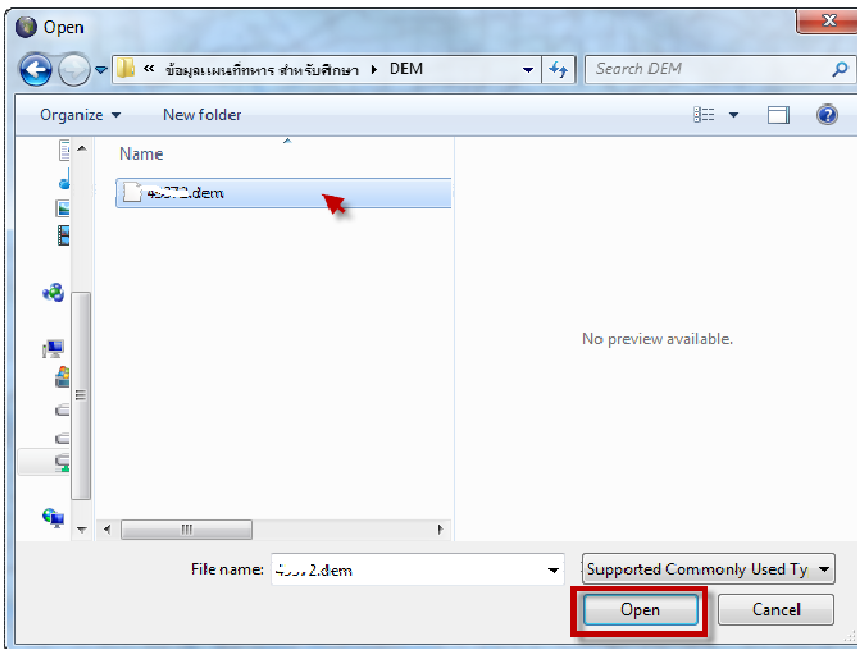 Open
« ข้อมูลแผนที่ทหาร สำหรับศึกษา ▸ DEM
Search DEM
Organize
New folder
Name
.dem
No preview available.
File name:
2.dem
Supported Commonly Used Ty
Open
Cancel